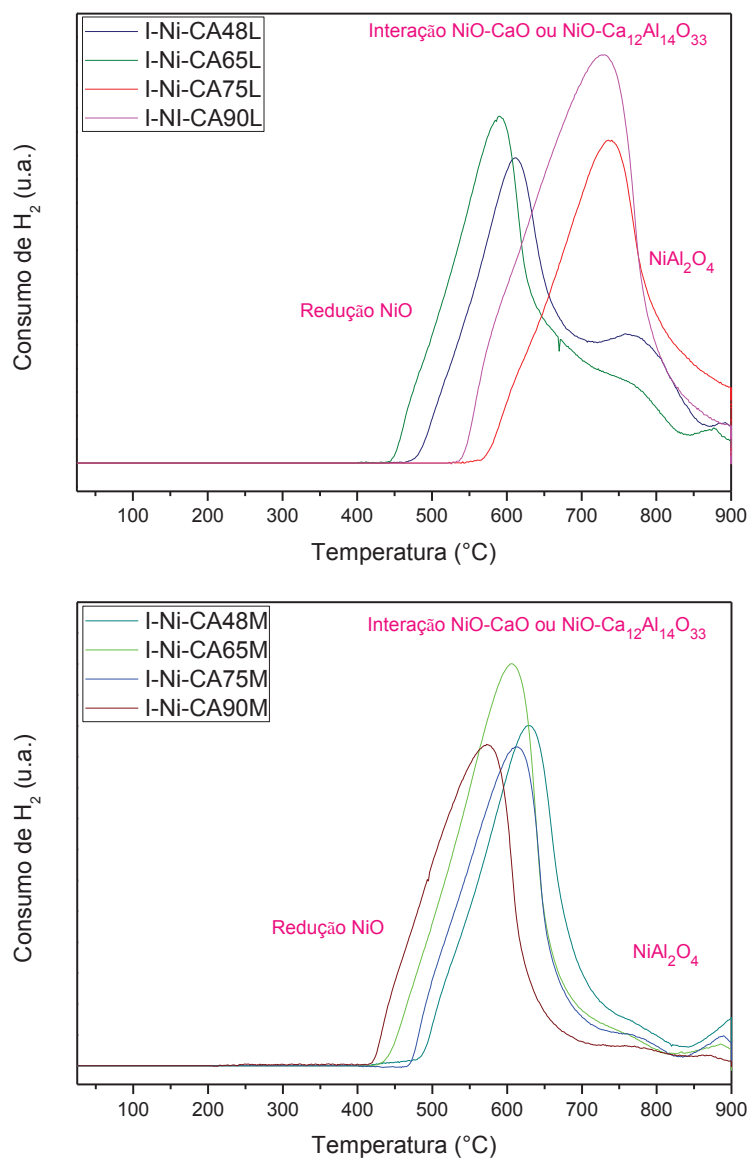 I-Ni-CA48L
I-Ni-CA65L
I-Ni-CA75L
I-NI-CA90L
Interação NiO-CaO ou NiO-Ca12Al14O33
NiAl2O4
Redução NiO
Consumo de H2 (u.a.)
100 200 300 400 500 600 700 800 900
Temperatura (°C)
I-Ni-CA48M
I-Ni-CA65M
I-Ni-CA75M
I-Ni-CA90M
Interação NiO-CaO ou NiO-Ca12Al14O33
Redução NiO
NiAl2O4
Consumo de H2 (u.a.)
100 200 300 400 500 600 700 800 900
Temperatura (°C)